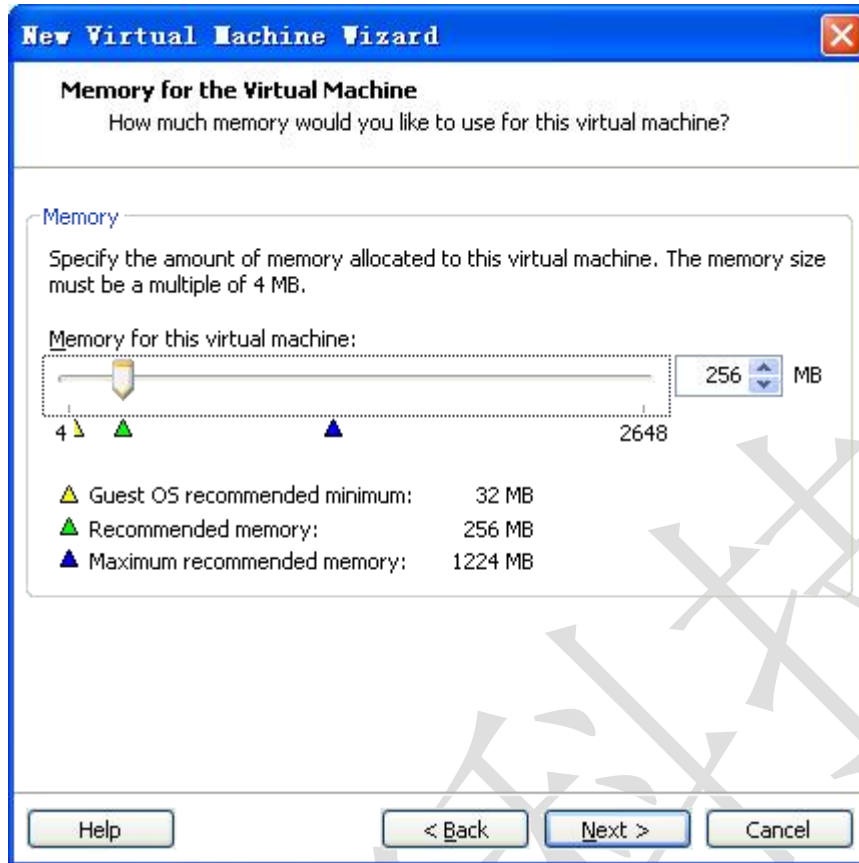 New Virtual Machine Wizard
Memory for the Virtual Machine
How much memory would you like to use for this virtual machine?
Memory
Specify the amount of memory allocated to this virtual machine. The memory size
must be a multiple of 4 MB.
Memory for this virtual machine:
256 MB
4 2648
Guest OS recommended minimum: 32 MB
Recommended memory: 256 MB
Maximum recommended memory: 1224 MB
Help < Back Next > Cancel